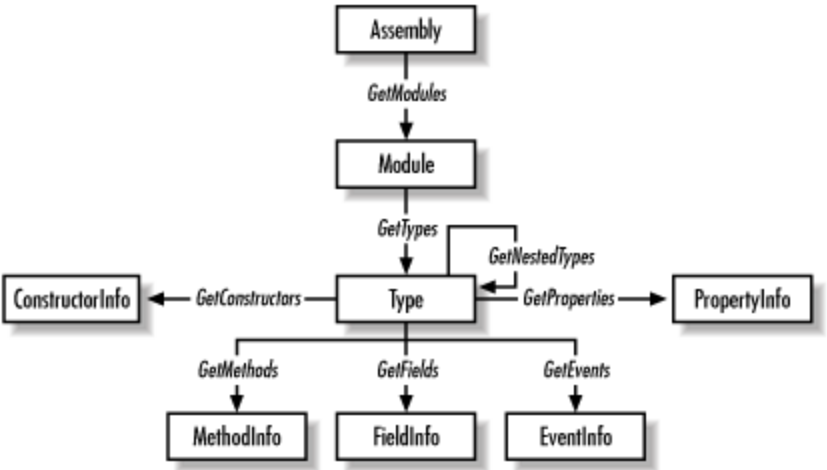 Assembly
GetModules
Module
GetTypes
GetNestedTypes
ConstructorInfo
GetConstructors
Type
GetProperties
PropertyInfo
GetMethods
GetFields
GetEvents
MethodInfo
FieldInfo
EventInfo